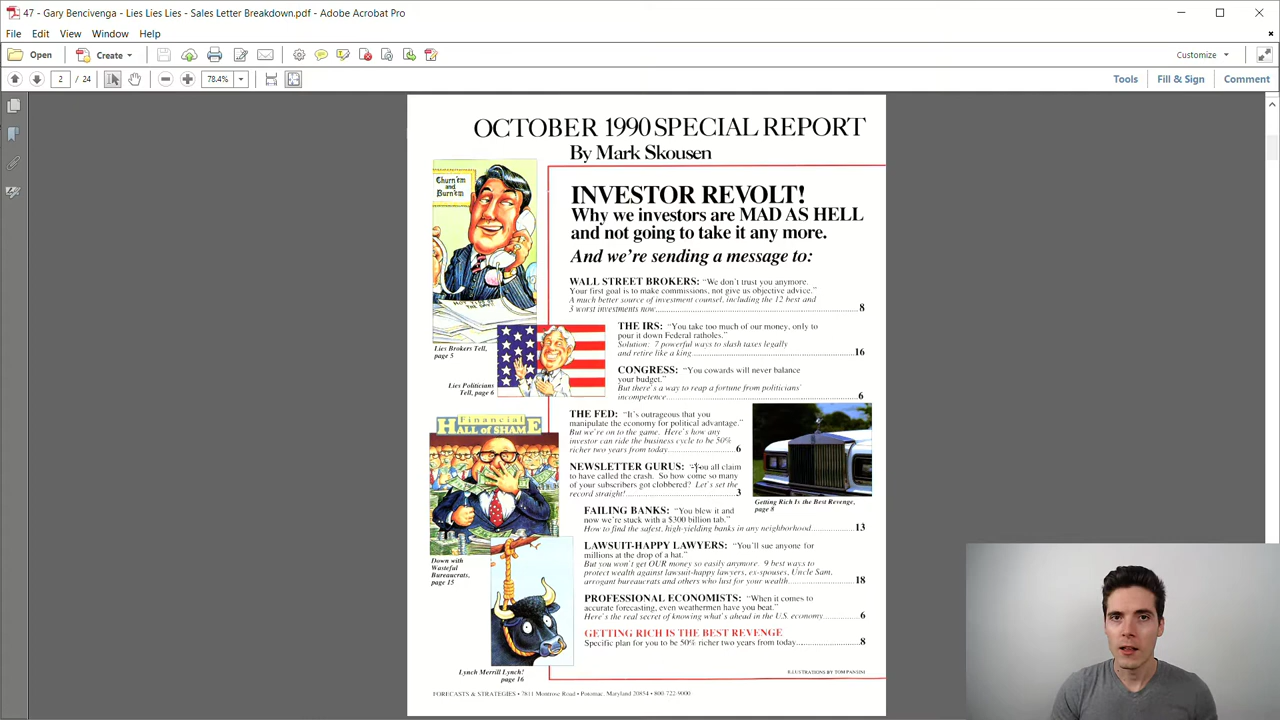 47 - Gary Bencivenga - Lies Lies Lies - Sales Letter Breakdown.pdf - Adobe Acrobat Pro
File Edit View Window Help
Open Create Customize
2 / 24 78.4% Tools Fill & Sign Comment
OCTOBER 1990 SPECIAL REPORT
By Mark Skousen
Churn'em
and
Burn'em
Lies Brokers Tell,
page 5
Lies Politicians
Tell, page 6
Financial
HALL of SHAME
Down with
Wasteful
Bureaucrats,
page 15
Lynch Merrill Lynch!
page 16
INVESTOR REVOLT!
Why we investors are MAD AS HELL
and not going to take it any more.
And we're sending a message to:
WALL STREET BROKERS: "We don't trust you anymore.
Your first goal is to make commissions, not give us objective advice."
A much better source of investment counsel, including the 12 best and
3 worst investments now 8
THE IRS: "You take too much of our money, only to
pour it down Federal ratholes."
Solution: 7 powerful ways to slash taxes legally
and retire like a king 16
CONGRESS: "You cowards will never balance
your budget."
But there's a way to reap a fortune from politicians'
incompetence 6
THE FED: "It's outrageous that you
manipulate the economy for political advantage."
But we're on to the game. Here's how any
investor can ride the business cycle to be 50%
richer two years from today 6
NEWSLETTER GURUS: "You all claim
to have called the crash. So how come so many
of your subscribers got clobbered? Let's set the
record straight! 3
Getting Rich Is the Best Revenge,
page 8
FAILING BANKS: "You blew it and
now we're stuck with a $300 billion tab."
How to find the safest, high-yielding banks in any neighborhood 13
LAWSUIT-HAPPY LAWYERS: "You'll sue anyone for
millions at the drop of a hat."
But you won't get OUR money so easily anymore. 9 best ways to
protect wealth against lawsuit-happy lawyers, ex-spouses, Uncle Sam,
arrogant bureaucrats and others who lust for your wealth 18
PROFESSIONAL ECONOMISTS: "When it comes to
accurate forecasting, even weathermen have you beat."
Here's the real secret of knowing what's ahead in the U.S. economy 6
GETTING RICH IS THE BEST REVENGE
Specific plan for you to be 50% richer two years from today 8
ILLUSTRATIONS BY TOM PANSINI
FORECASTS & STRATEGIES • 7811 Montrose Road • Potomac, Maryland 20854 • 800-722-9000